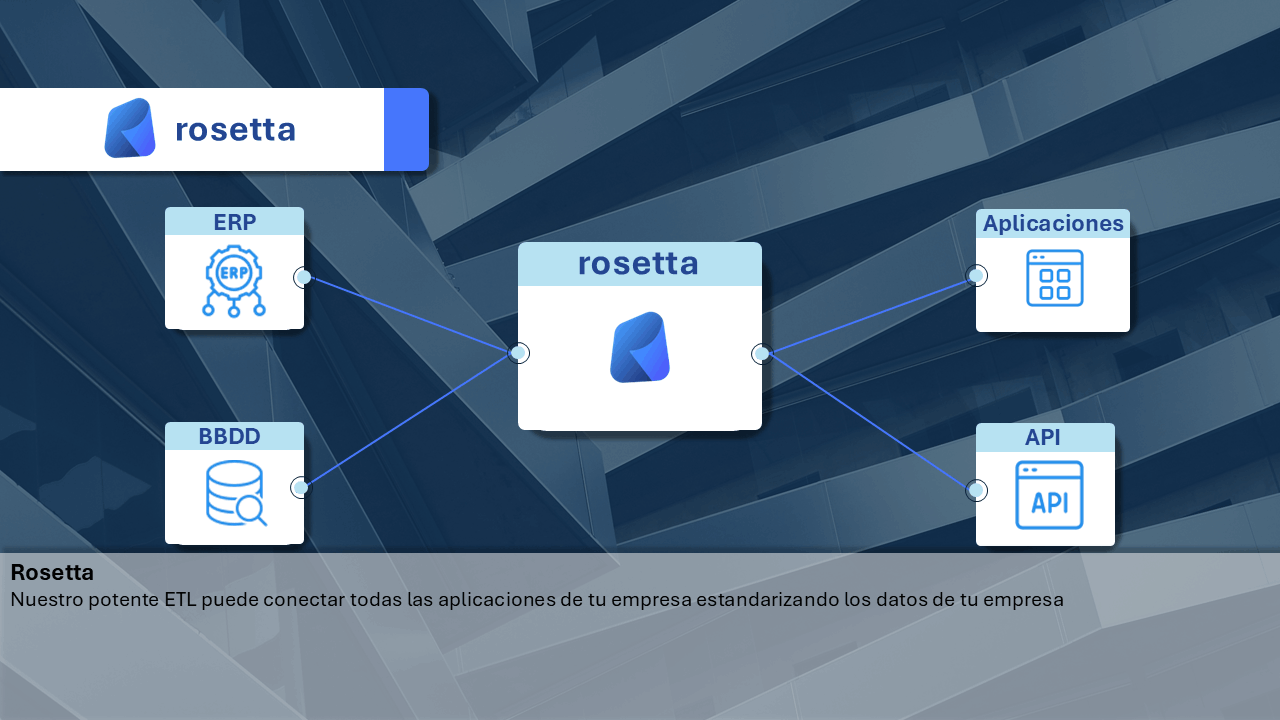 rosetta
ERP
ERP
rosetta
Aplicaciones
BBDD
API
API
Rosetta
Nuestro potente ETL puede conectar todas las aplicaciones de tu empresa estandarizando los datos de tu empresa